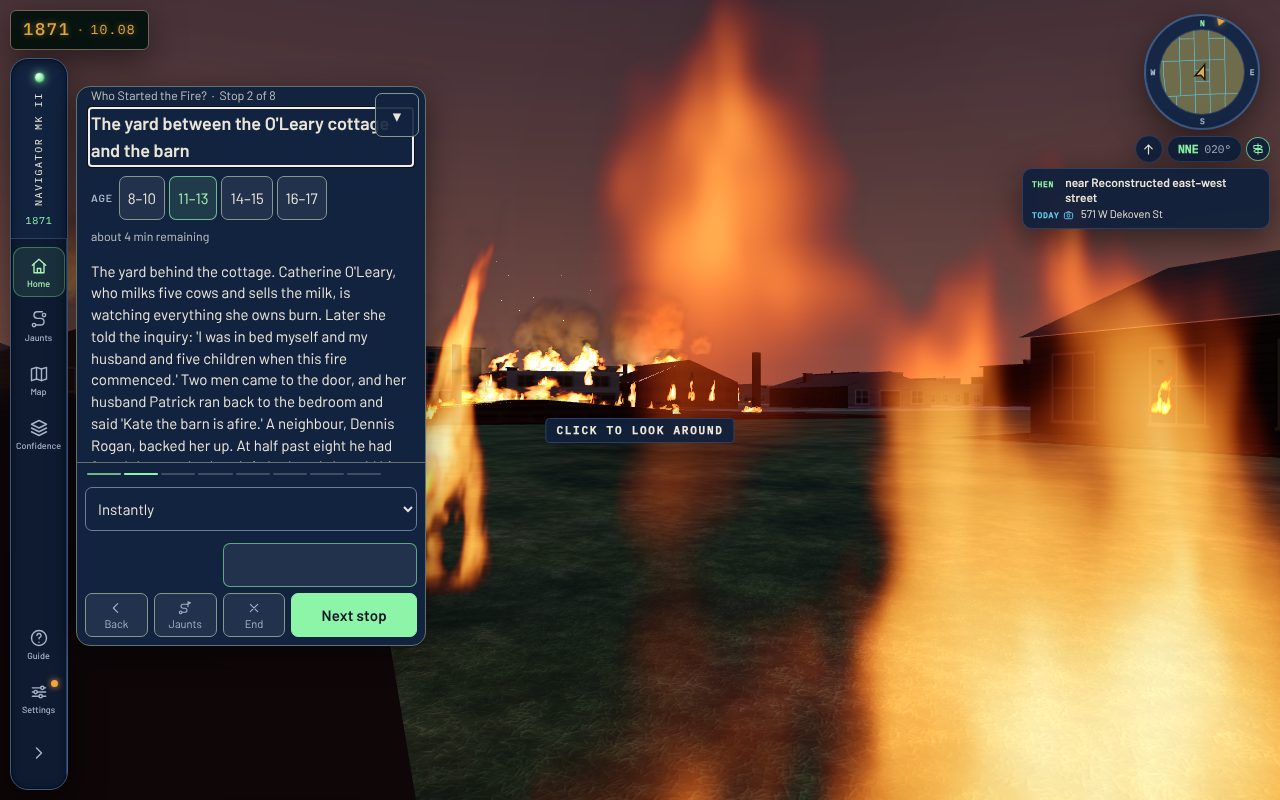 1871 · 10.08
NAVIGATOR MK II
1871
Home
Jaunts
Map
Confidence
Guide
Settings
Who Started the Fire? · Stop 2 of 8
The yard between the O'Leary cottage
and the barn
AGE
8–10
11–13
14–15
16–17
about 4 min remaining
The yard behind the cottage. Catherine O'Leary,
who milks five cows and sells the milk, is
watching everything she owns burn. Later she
told the inquiry: 'I was in bed myself and my
husband and five children when this fire
commenced.' Two men came to the door, and her
husband Patrick ran back to the bedroom and
said 'Kate the barn is afire.' A neighbour, Dennis
Rogan, backed her up. At half past eight he had
Instantly
Back
Jaunts
End
Next stop
CLICK TO LOOK AROUND
N
W
E
S
NNE 020°
THEN near Reconstructed east-west
street
TODAY 571 W Dekoven St